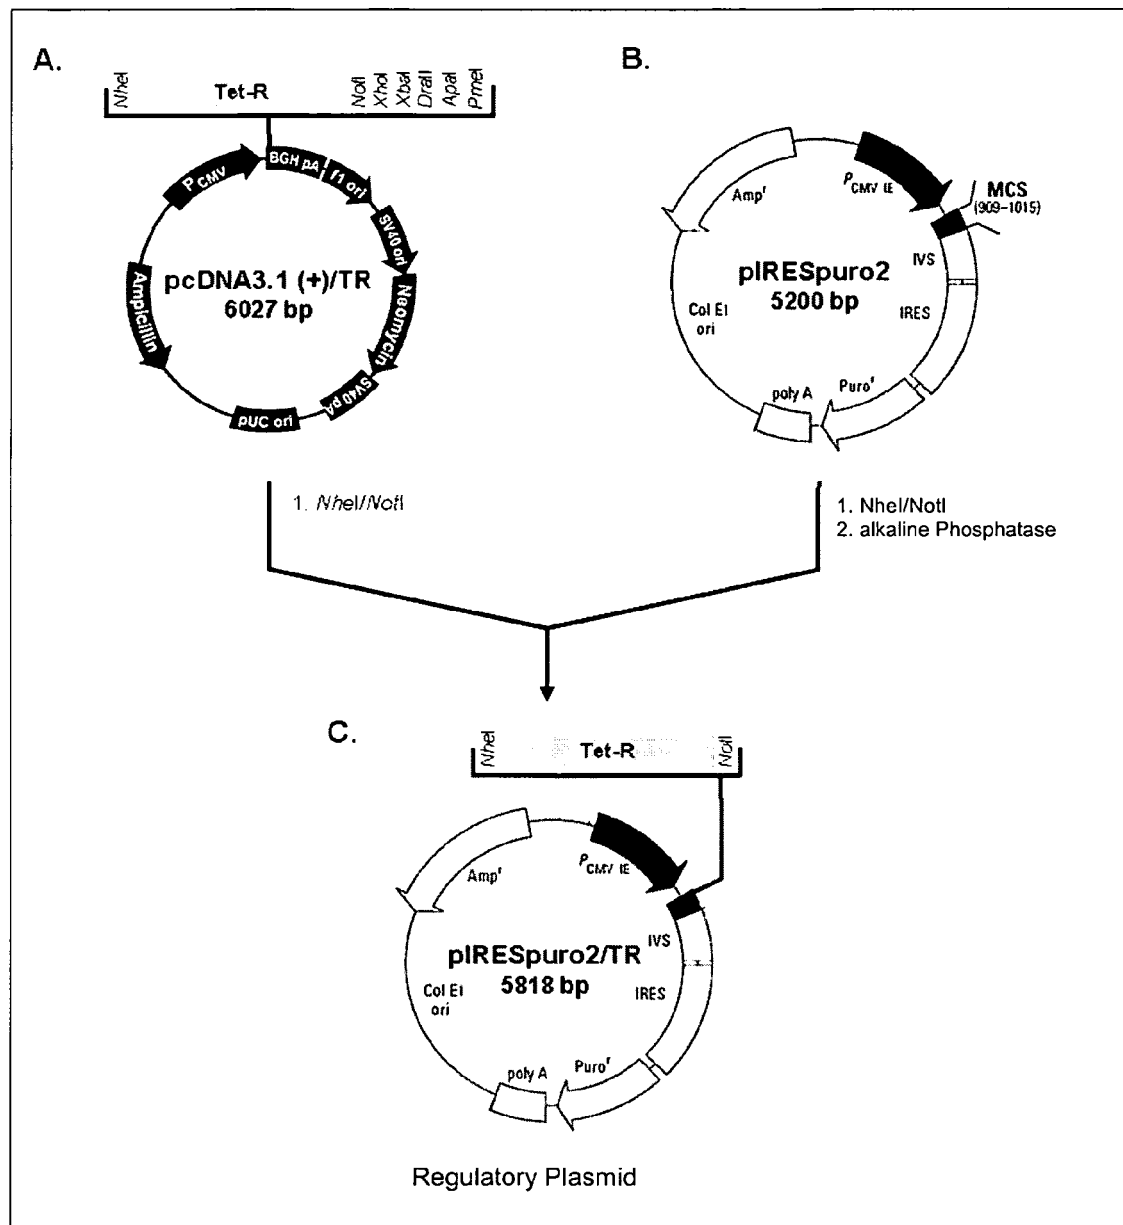 A.
NheI
Tet-R
NotI
XhoI
XbaI
DraII
ApaI
PmeI
PCMV
BGH pA
f1 ori
SV40 ori
Neomycin
SV40 pA
pUC ori
Ampicillin
pcDNA3.1 (+)/TR
6027 bp
B.
Ampr
PCMV IE
MCS
(909-1015)
IVS
IRES
Puror
poly A
Col E1
ori
pIRESpuro2
5200 bp
1. NheI/NotI
1. NheI/NotI
2. alkaline Phosphatase
C.
NheI
Tet-R
NotI
Ampr
PCMV IE
IVS
IRES
Puror
poly A
Col E1
ori
pIRESpuro2/TR
5818 bp
Regulatory Plasmid